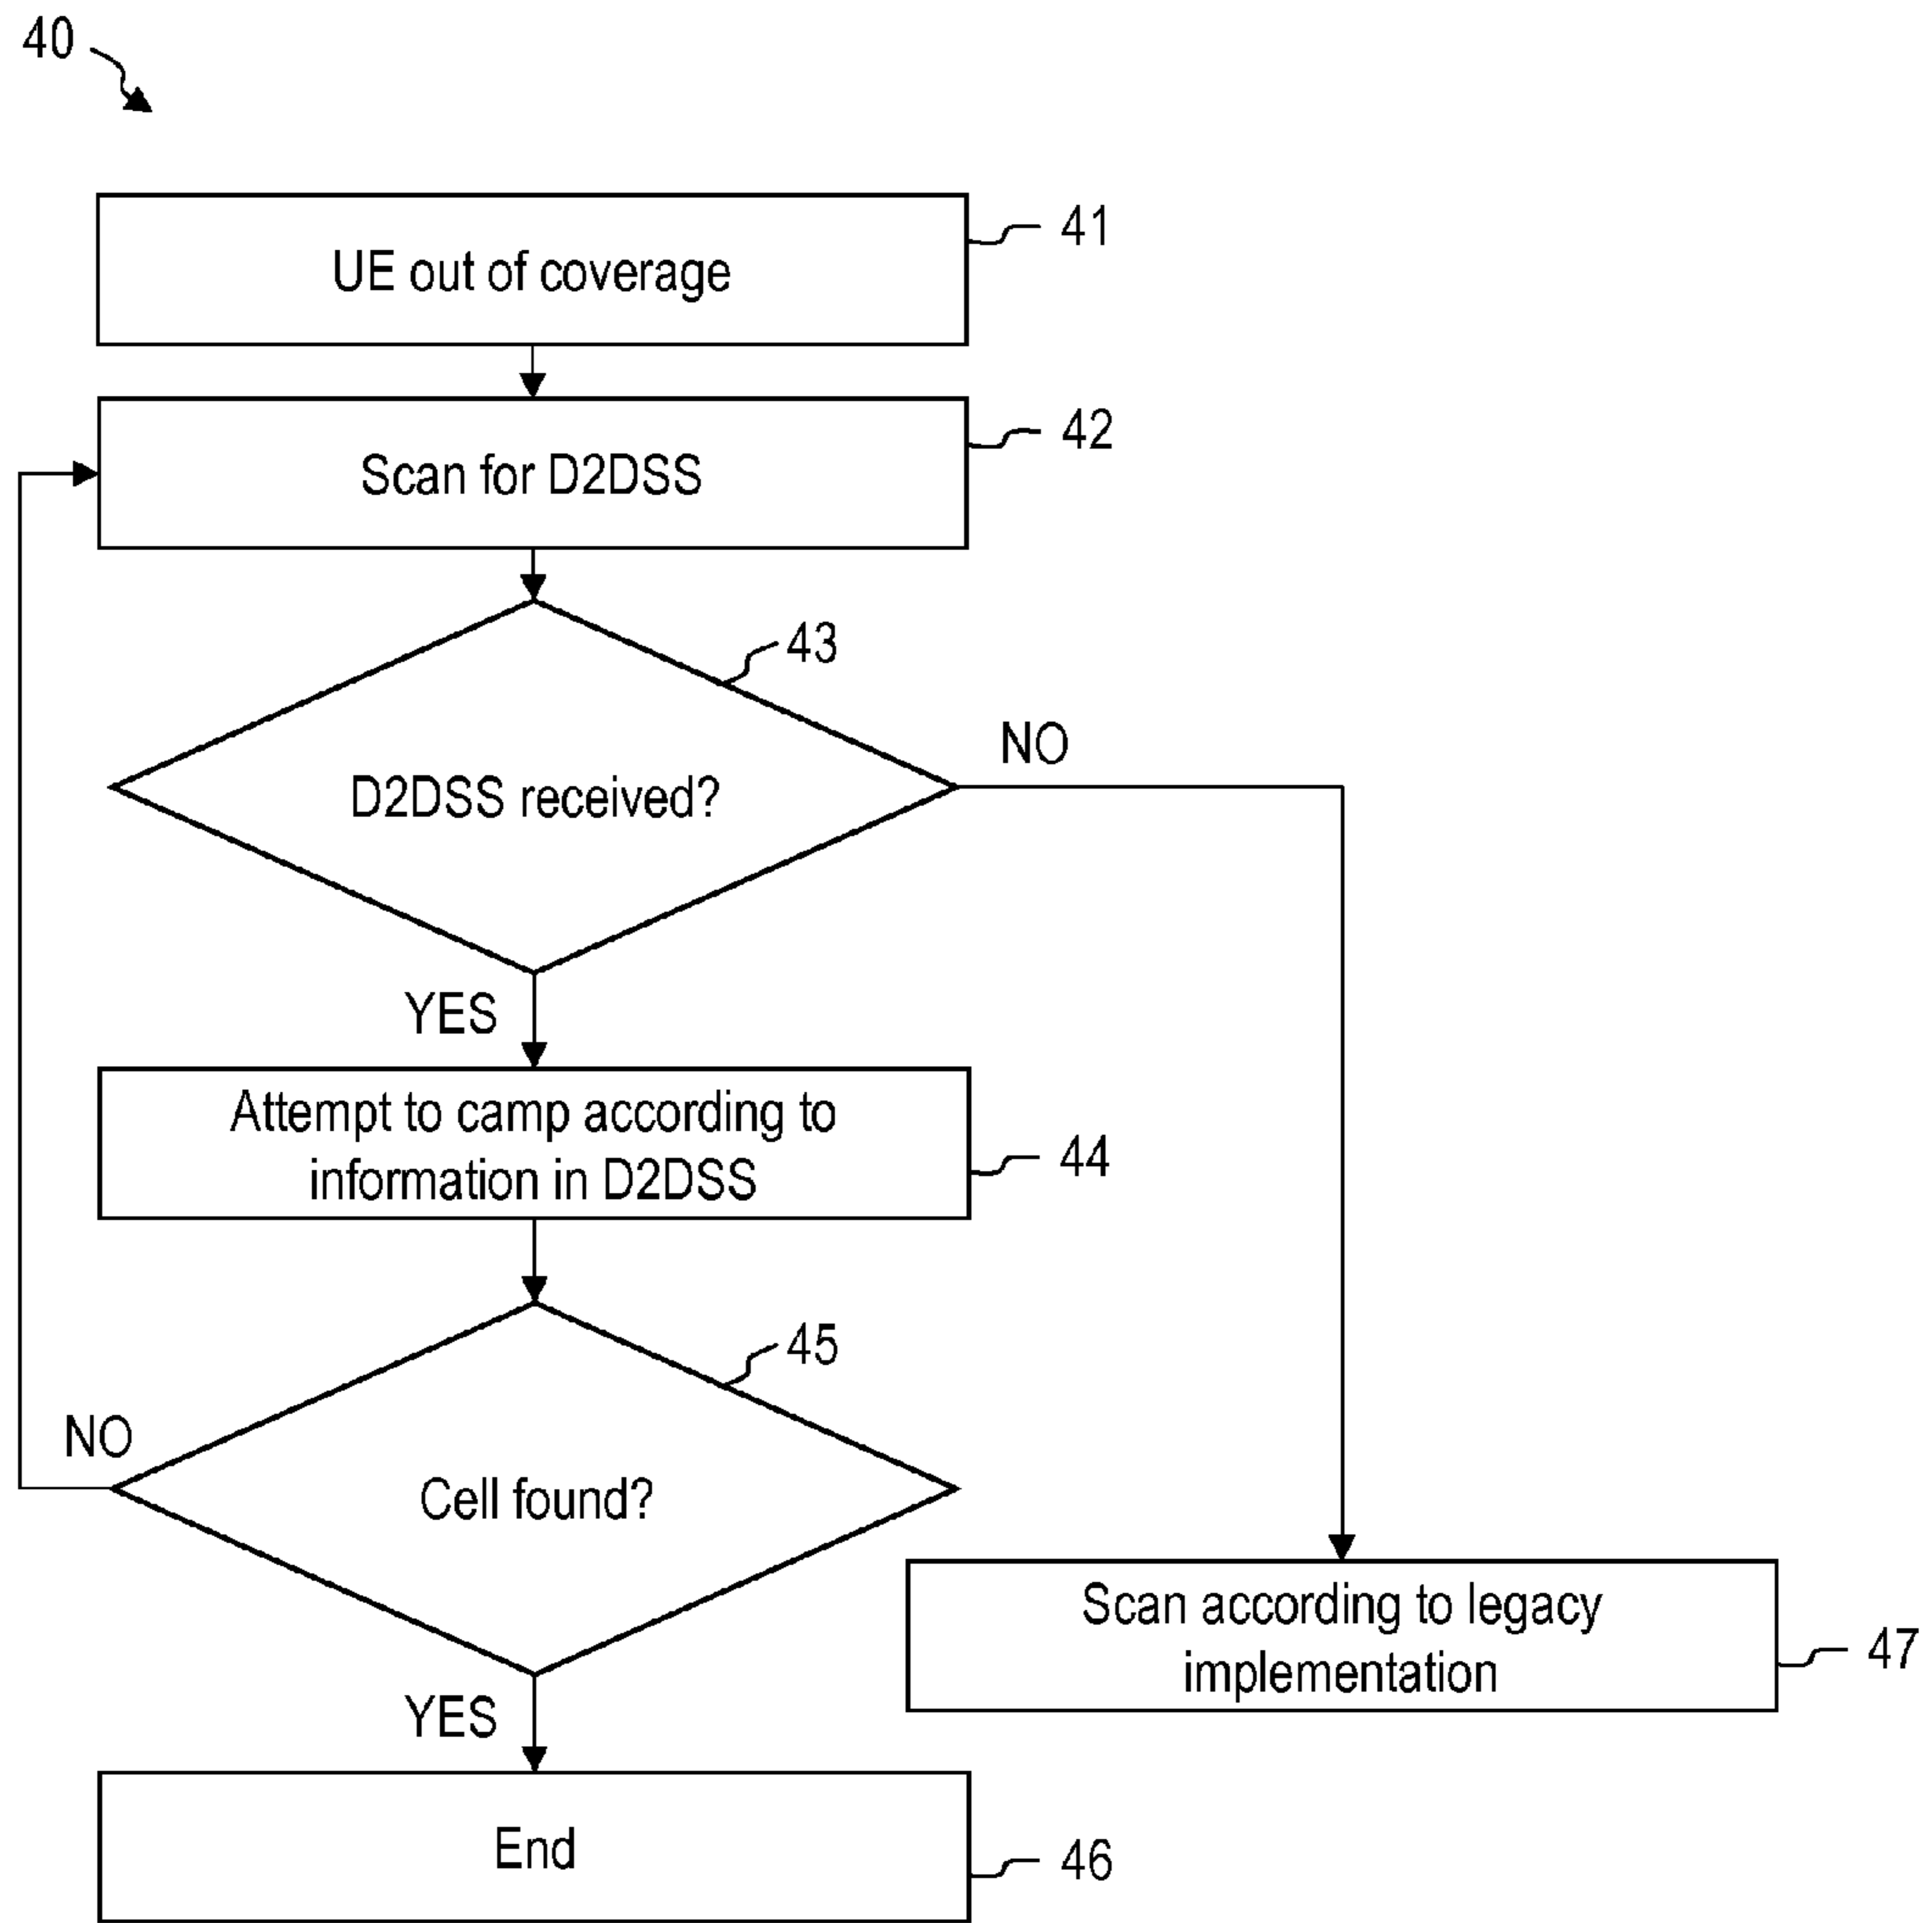 40
UE out of coverage
41
Scan for D2DSS
42
43
D2DSS received?
NO
YES
Attempt to camp according to
information in D2DSS
44
45
Cell found?
NO
YES
Scan according to legacy
implementation
47
End
46